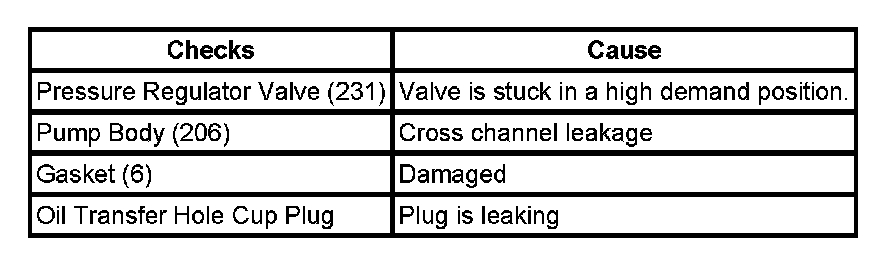 Checks Cause
Pressure Regulator Valve (231) Valve is stuck in a high demand position.
Pump Body (206) Cross channel leakage
Gasket (6) Damaged
Oil Transfer Hole Cup Plug Plug is leaking